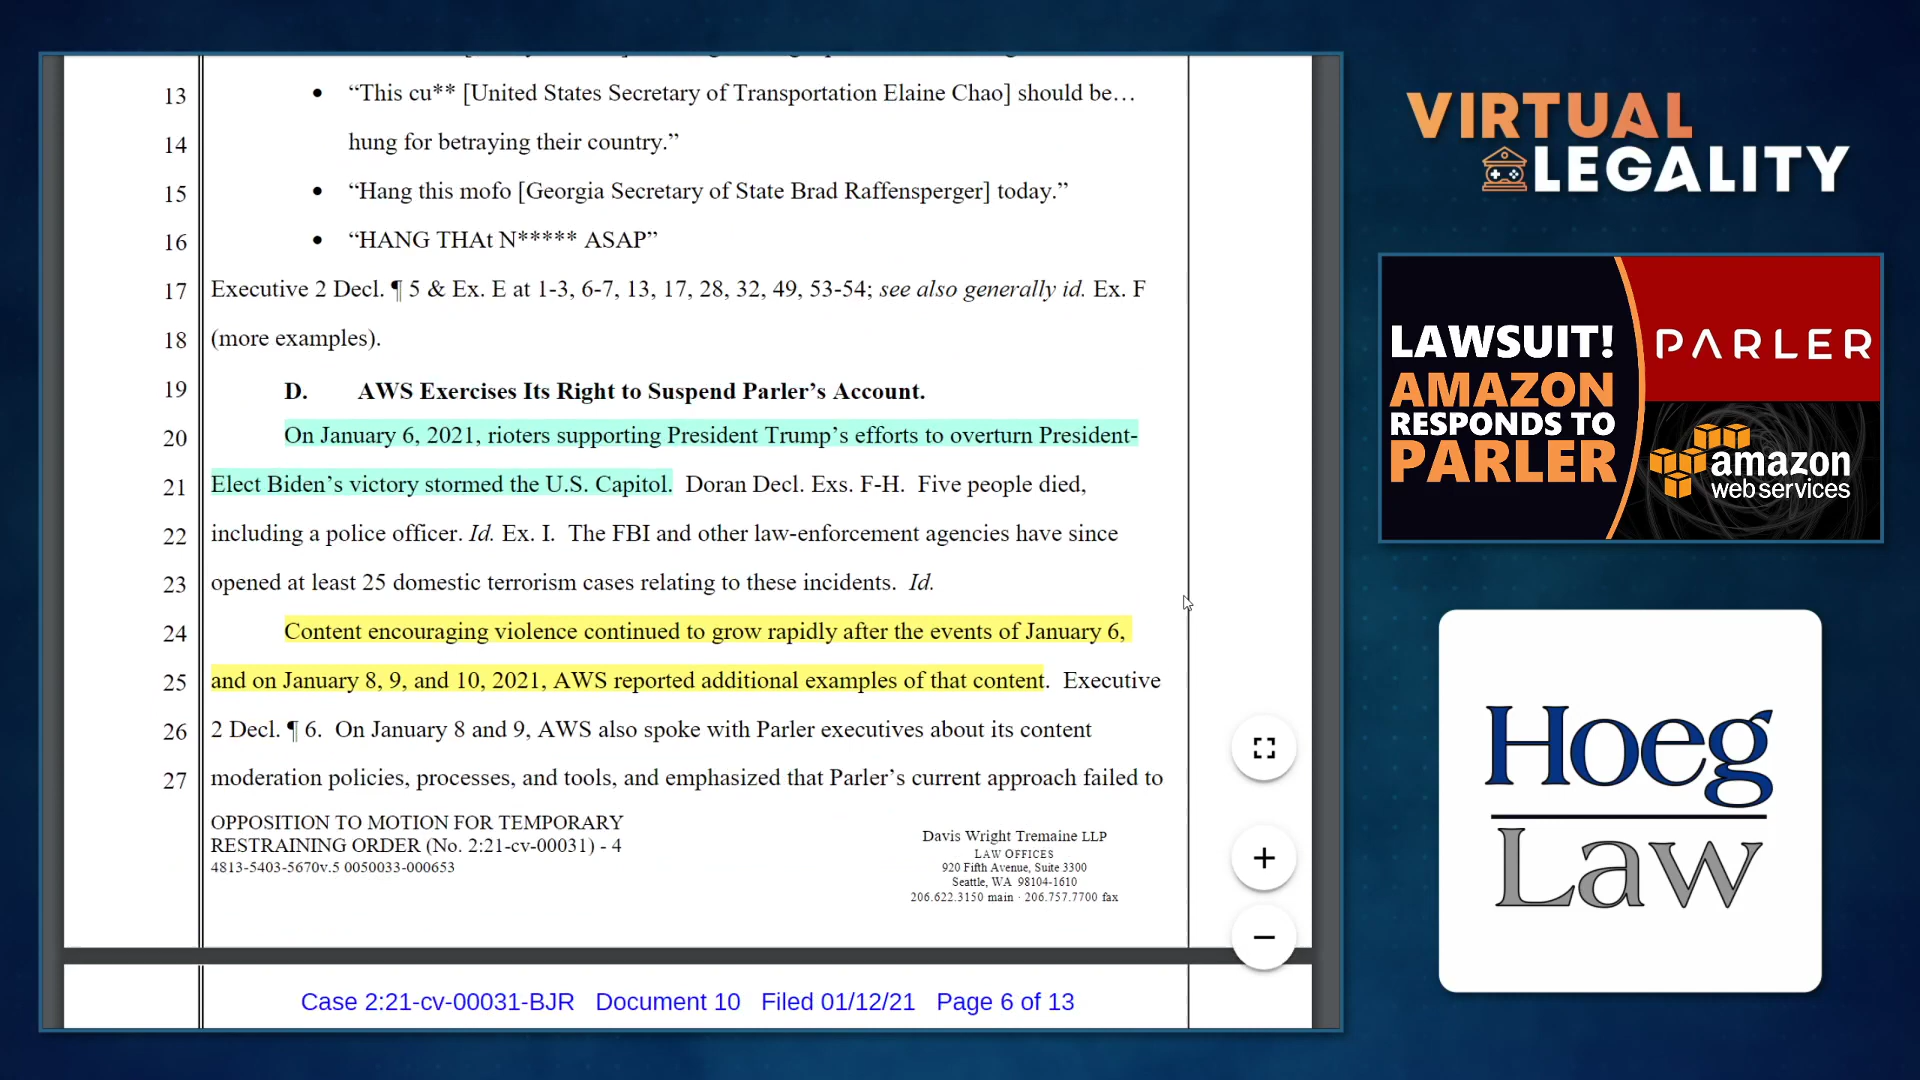 13 • “This cu** [United States Secretary of Transportation Elaine Chao] should be…
14 hung for betraying their country.”
15 • “Hang this mofo [Georgia Secretary of State Brad Raffensperger] today.”
16 • “HANG THAt N***** ASAP”
17 Executive 2 Decl. ¶ 5 & Ex. E at 1-3, 6-7, 13, 17, 28, 32, 49, 53-54; see also generally id. Ex. F
18 (more examples).
19 D. AWS Exercises Its Right to Suspend Parler’s Account.
20 On January 6, 2021, rioters supporting President Trump’s efforts to overturn President-
21 Elect Biden’s victory stormed the U.S. Capitol. Doran Decl. Exs. F-H. Five people died,
22 including a police officer. Id. Ex. I. The FBI and other law-enforcement agencies have since
23 opened at least 25 domestic terrorism cases relating to these incidents. Id.
24 Content encouraging violence continued to grow rapidly after the events of January 6,
25 and on January 8, 9, and 10, 2021, AWS reported additional examples of that content. Executive
26 2 Decl. ¶ 6. On January 8 and 9, AWS also spoke with Parler executives about its content
27 moderation policies, processes, and tools, and emphasized that Parler’s current approach failed to
OPPOSITION TO MOTION FOR TEMPORARY
RESTRAINING ORDER (No. 2:21-cv-00031) - 4
4813-5403-5670v.5 0050033-000653
Davis Wright Tremaine LLP
LAW OFFICES
920 Fifth Avenue, Suite 3300
Seattle, WA 98104-1610
206.622.3150 main · 206.757.7700 fax
Case 2:21-cv-00031-BJR Document 10 Filed 01/12/21 Page 6 of 13
VIRTUAL
LEGALITY
LAWSUIT!
AMAZON
RESPONDS TO
PARLER
PARLER
amazon
web services
Hoeg
Law